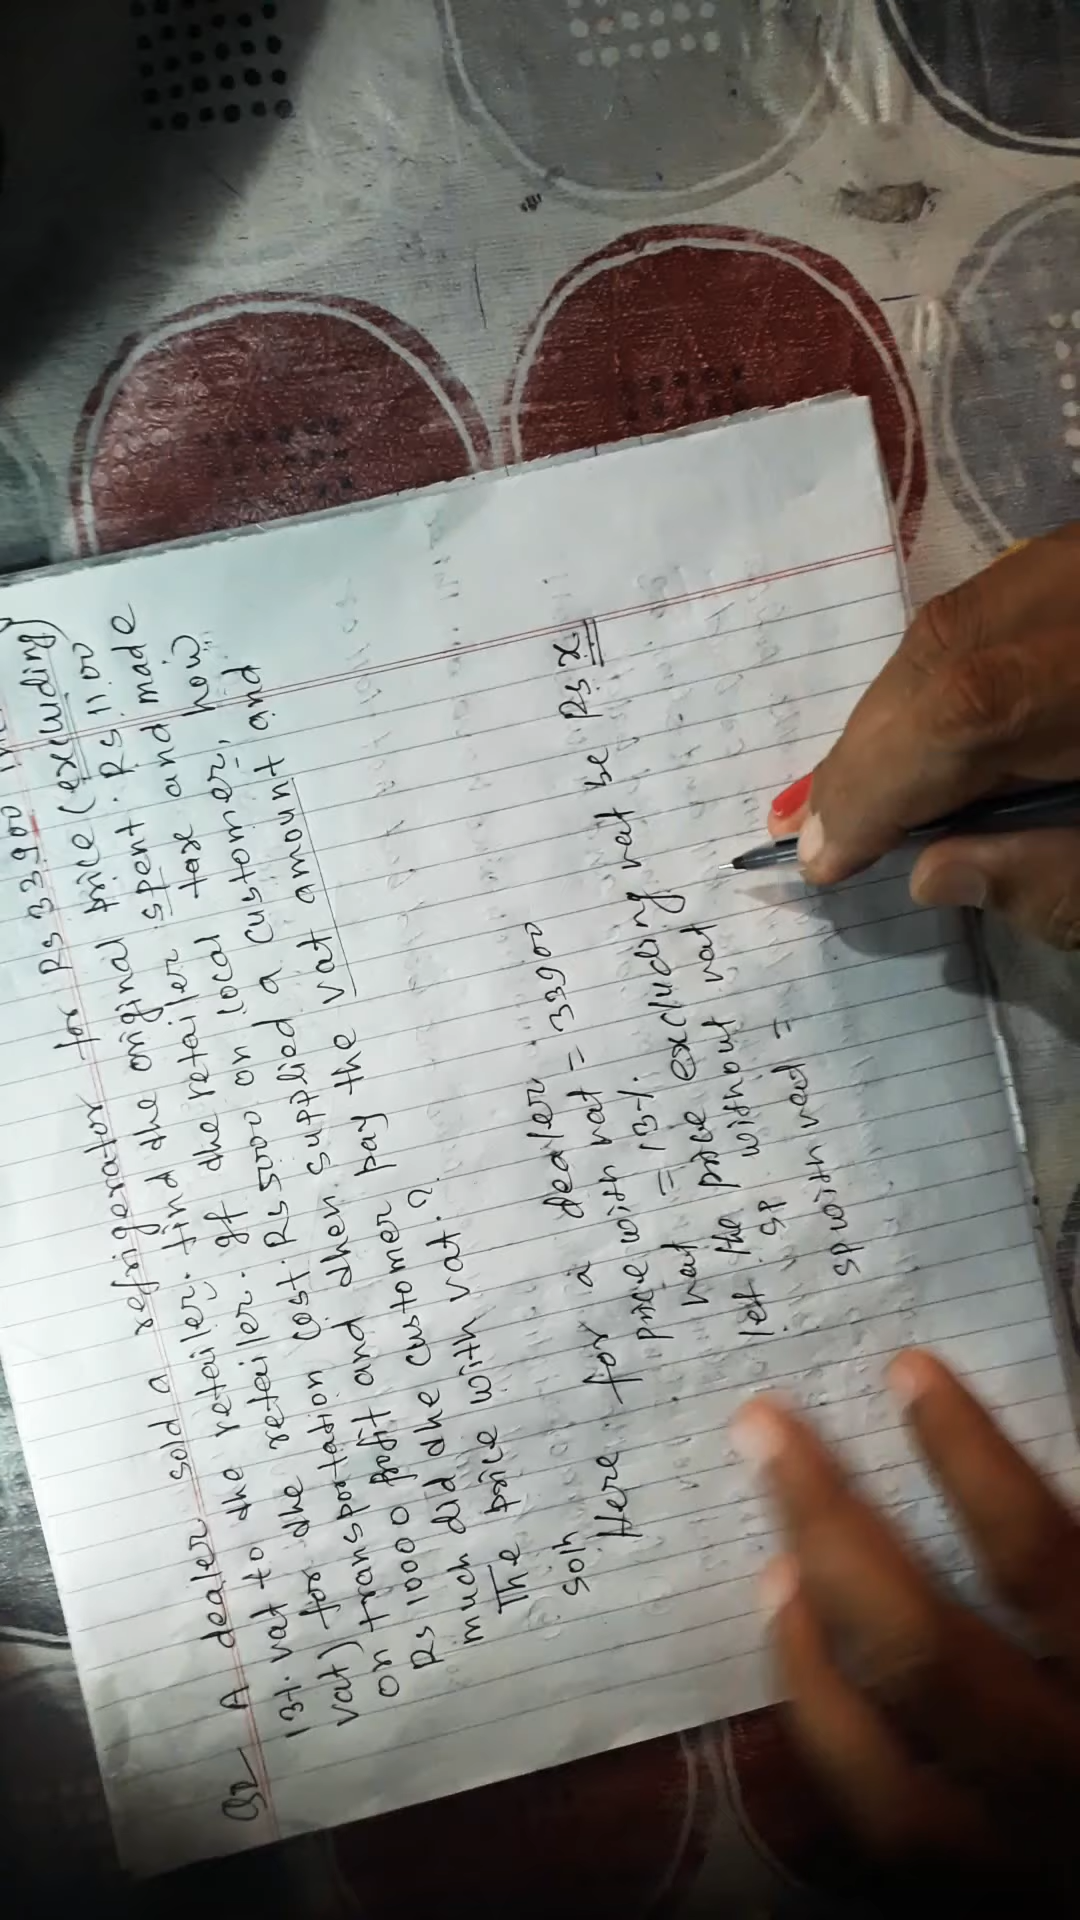 Q2 A dealer sold a refrigerator for Rs 33900
13%. vat to the retailer. find the original price (excluding
vat) for the retailer. If the retailer spent. Rs 1100
on transportation cost. Rs 5000 on local tax and made
Rs 10000 profit and then supplied a customer, how
much did the customer pay the vat amount and
The price with vat.?
Soln
Here for a dealer
price with vat = 33900
vat = 13%.
let the price excluding vat be Rs x
SP without vat
SP with vat =